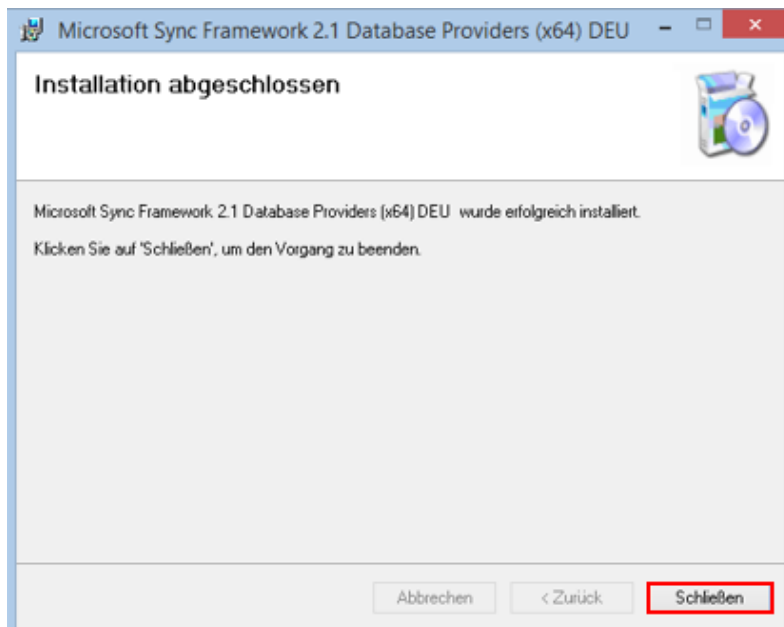 Microsoft Sync Framework 2.1 Database Providers (x64) DEU
Installation abgeschlossen
Microsoft Sync Framework 2.1 Database Providers (x64) DEU wurde erfolgreich installiert.
Klicken Sie auf 'Schließen', um den Vorgang zu beenden.
Abbrechen
< Zurück
Schließen